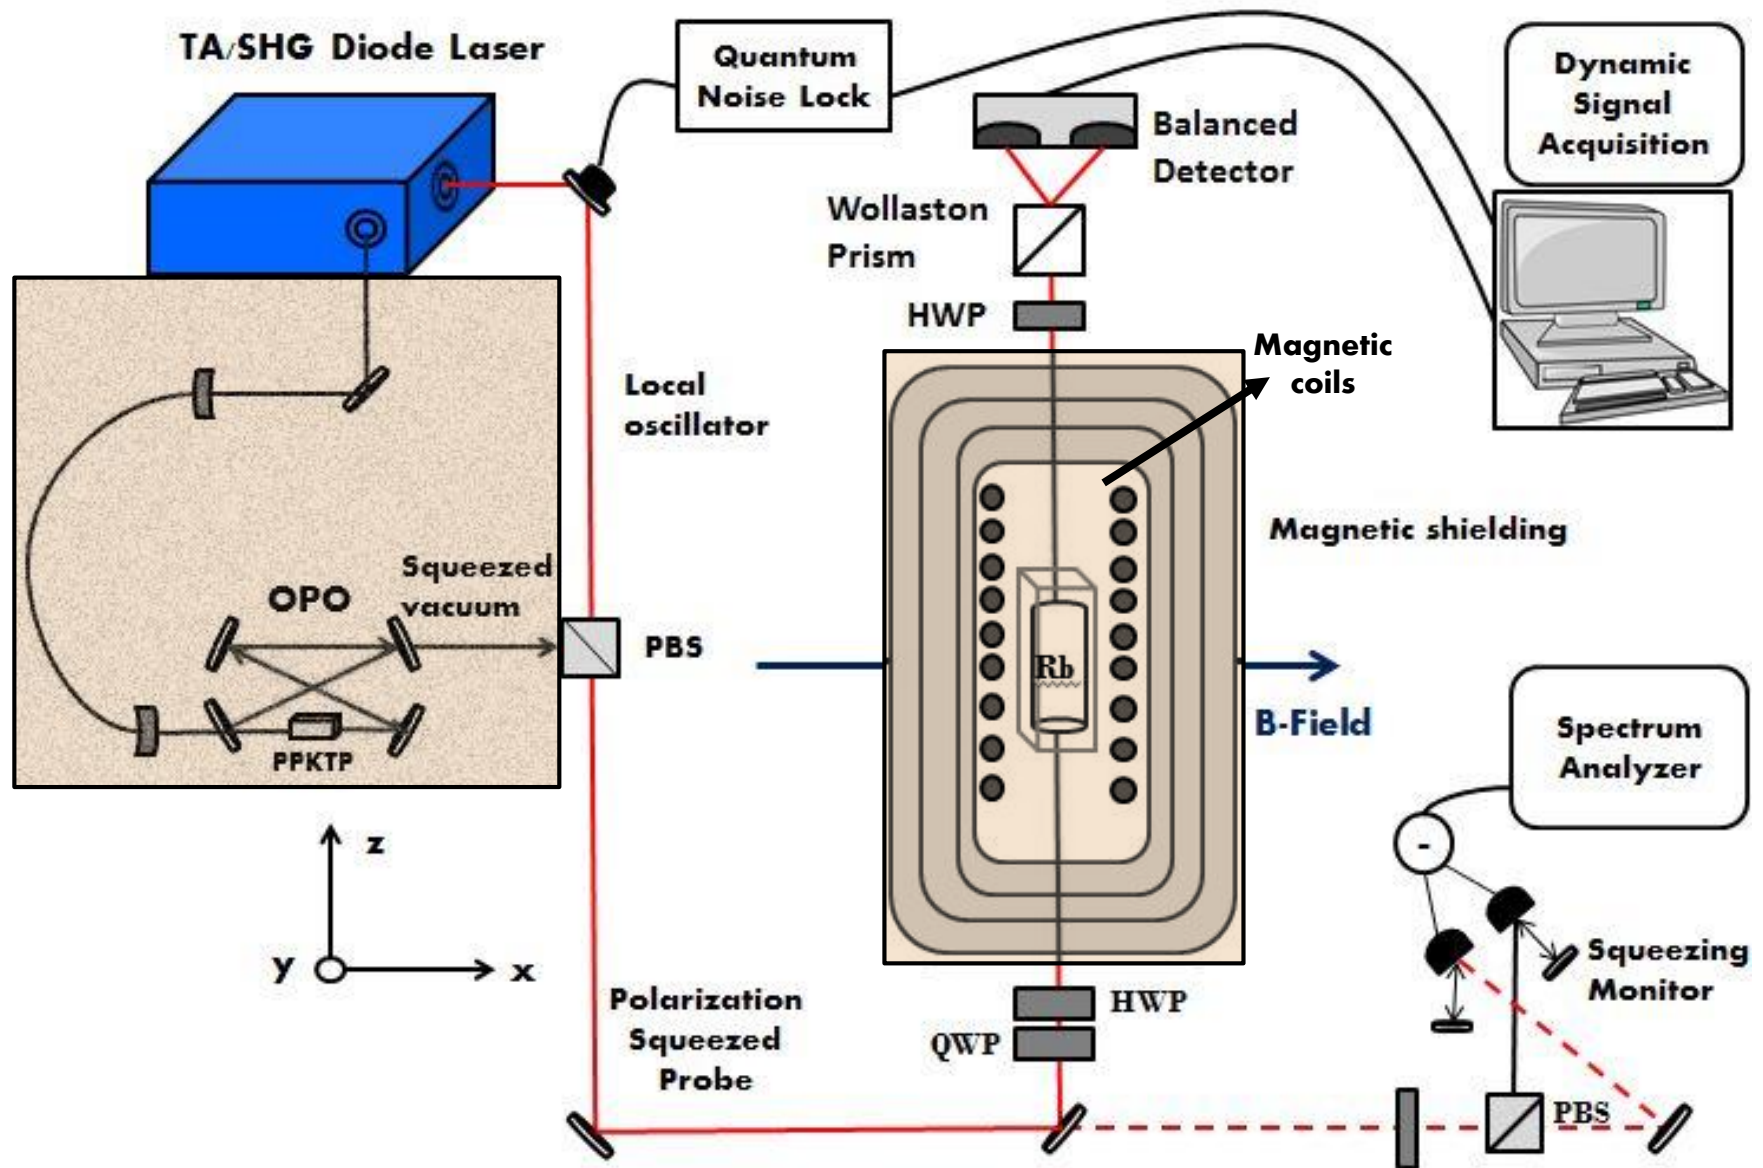 TA/SHG Diode Laser
Quantum
Noise Lock
Dynamic
Signal
Acquisition
Balanced
Detector
Wollaston
Prism
HWP
Magnetic
coils
Local
oscillator
Magnetic shielding
Squeezed
vacuum
OPO
PBS
Rb
B-Field
PPKTP
Spectrum
Analyzer
z
-
y
x
Squeezing
Monitor
Polarization
Squeezed
Probe
HWP
QWP
PBS